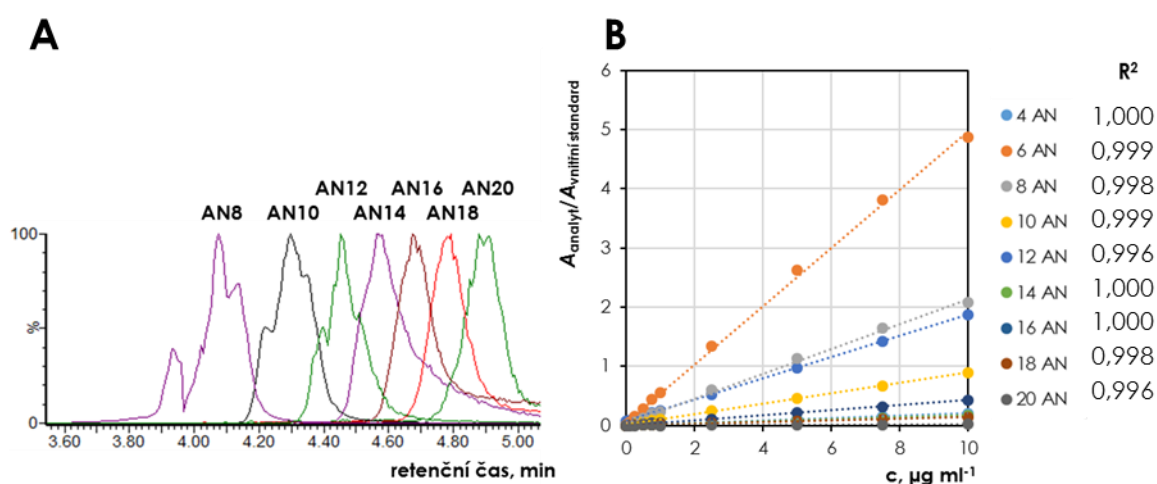 A
AN12 AN16 AN20
AN8 AN10 AN14 AN18
100
%
0
3.60 3.80 4.00 4.20 4.40 4.60 4.80 5.00
retenční čas, min
B
Aanalyt/Avnitřní standard
6
5
4
3
2
1
0
0 2 4 6 8 10
c, µg ml-1
R2
4 AN 1,000
6 AN 0,999
8 AN 0,998
10 AN 0,999
12 AN 0,996
14 AN 1,000
16 AN 1,000
18 AN 0,998
20 AN 0,996